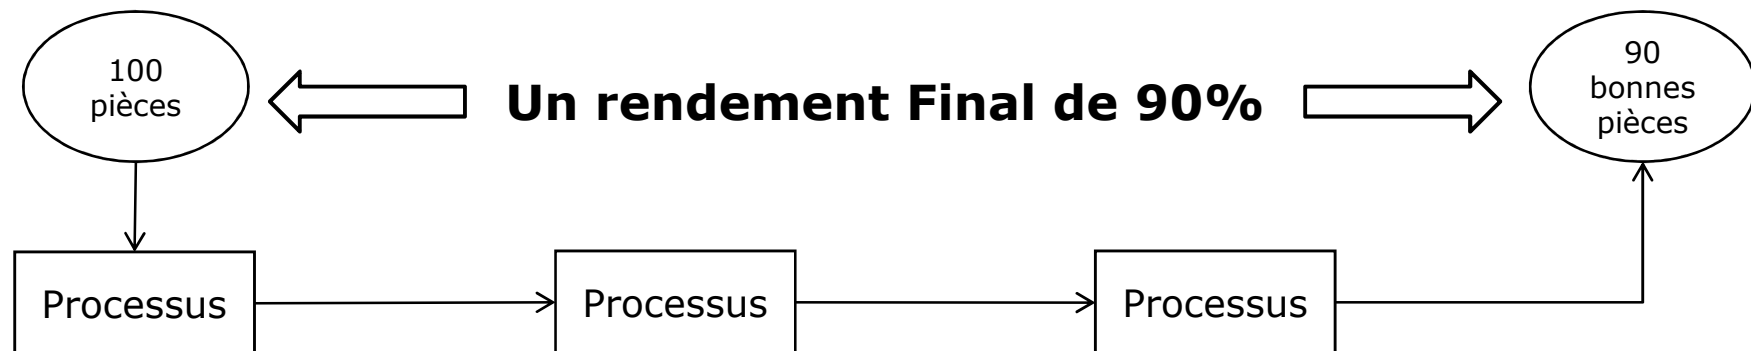 100
pièces
Un rendement Final de 90%
90
bonnes
pièces
Processus
Processus
Processus